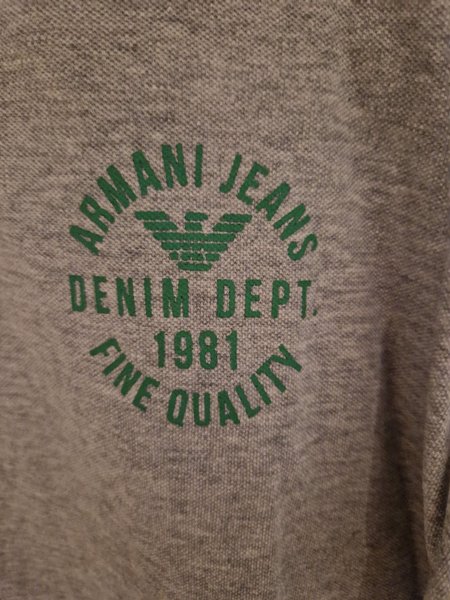 ARMANI JEANS
DENIM DEPT.
1981
FINE QUALITY